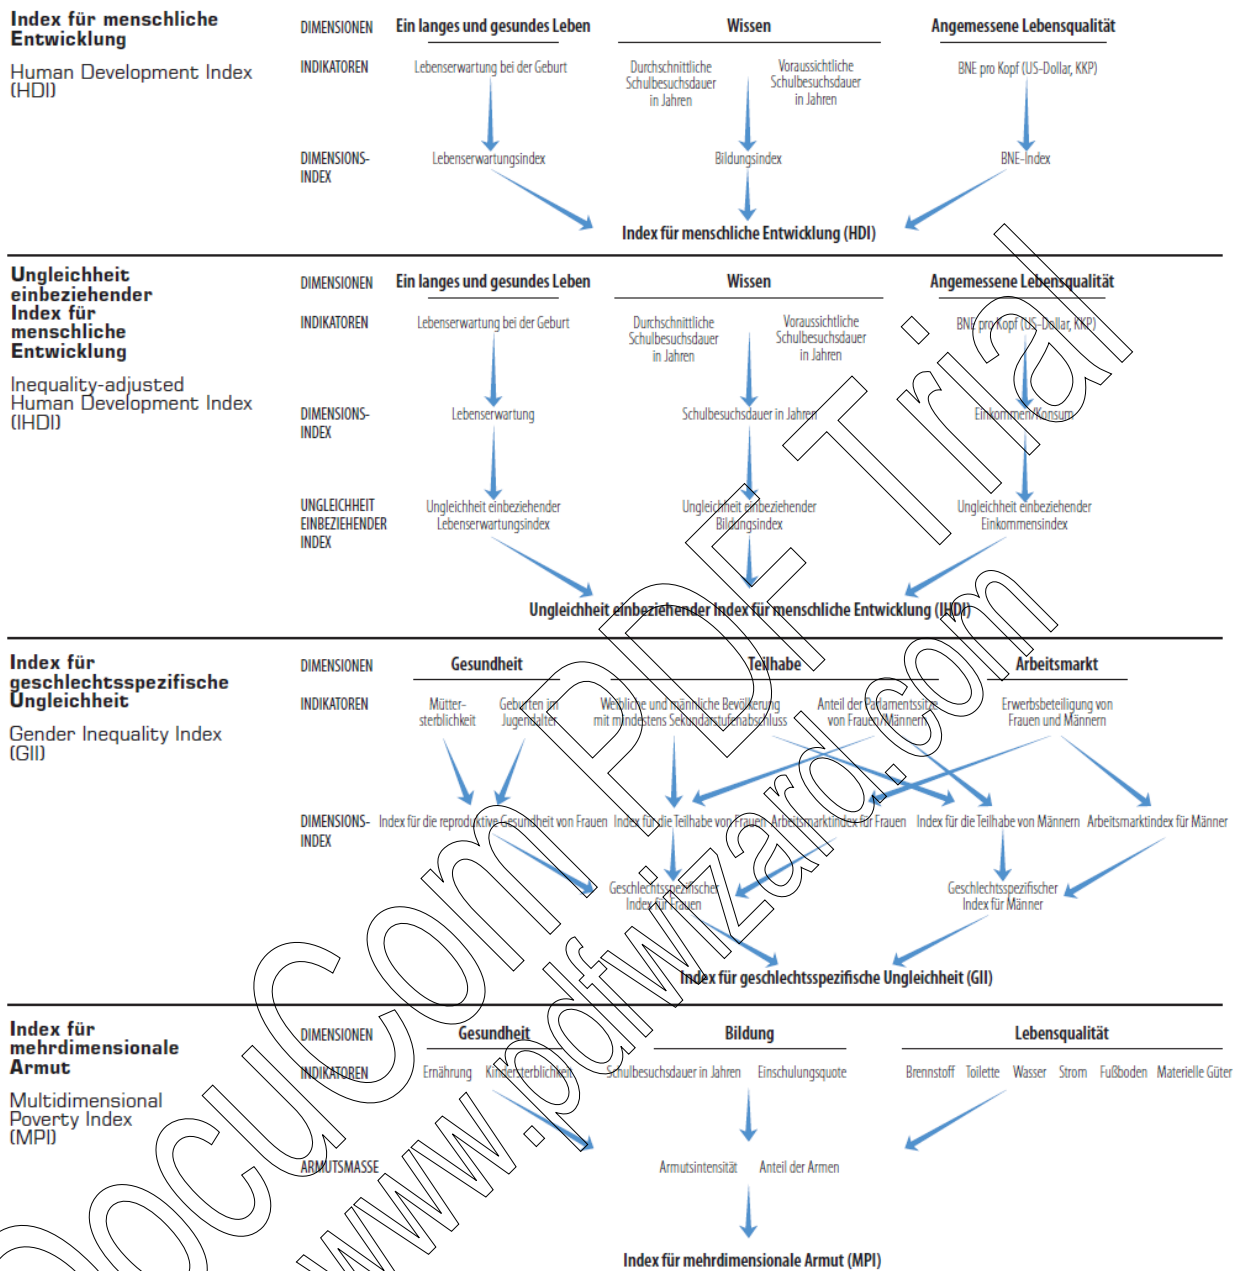 Index für menschliche
Entwicklung
Human Development Index
(HDI)
DIMENSIONEN Ein langes und gesundes Leben Wissen Angemessene Lebensqualität
INDIKATOREN Lebenserwartung bei der Geburt Durchschnittliche Schulbesuchsdauer in Jahren Voraussichtliche Schulbesuchsdauer in Jahren BNE pro Kopf (US-Dollar, KKP)
DIMENSIONS-
INDEX
Lebenserwartungsindex Bildungsindex BNE-Index
Index für menschliche Entwicklung (HDI)
Ungleichheit
einbeziehender
Index für
menschliche
Entwicklung
Inequality-adjusted
Human Development Index
(IHDI)
DIMENSIONEN Ein langes und gesundes Leben Wissen Angemessene Lebensqualität
INDIKATOREN Lebenserwartung bei der Geburt Durchschnittliche Schulbesuchsdauer in Jahren Voraussichtliche Schulbesuchsdauer in Jahren BNE pro Kopf (US-Dollar, KKP)
DIMENSIONS-
INDEX
Lebenserwartung Schulbesuchsdauer in Jahren Einkommen/Konsum
UNGLEICHHEIT
EINBEZIEHENDER
INDEX
Ungleichheit einbeziehender Lebenserwartungsindex Ungleichheit einbeziehender Bildungsindex Ungleichheit einbeziehender Einkommensindex
Ungleichheit einbeziehender Index für menschliche Entwicklung (IHDI)
Index für
geschlechtsspezifische
Ungleichheit
Gender Inequality Index
(GII)
DIMENSIONEN Gesundheit Teilhabe Arbeitsmarkt
INDIKATOREN Mütter-
sterblichkeit Geburten im
Jugendalter Weibliche und männliche Bevölkerung
mit mindestens Sekundarstufenabschluss Anteil der Parlamentssitze
von Frauen/Männern Erwerbsbeteiligung von
Frauen und Männern
DIMENSIONS-
INDEX
Index für die reproduktive Gesundheit von Frauen Index für die Teilhabe von Frauen Arbeitsmarktindex für Frauen Index für die Teilhabe von Männern Arbeitsmarktindex für Männer
Geschlechtsspezifischer
Index für Frauen
Geschlechtsspezifischer
Index für Männer
Index für geschlechtsspezifische Ungleichheit (GII)
Index für
mehrdimensionale
Armut
Multidimensional
Poverty Index
(MPI)
DIMENSIONEN Gesundheit Bildung Lebensqualität
INDIKATOREN Ernährung Kindersterblichkeit Schulbesuchsdauer in Jahren Einschulungsquote Brennstoff Toilette Wasser Strom Fußboden Materielle Güter
ARMUTSMASSE Armutsintensität Anteil der Armen
Index für mehrdimensionale Armut (MPI)
DocuCom PDF Trial
www.pdfwizard.com